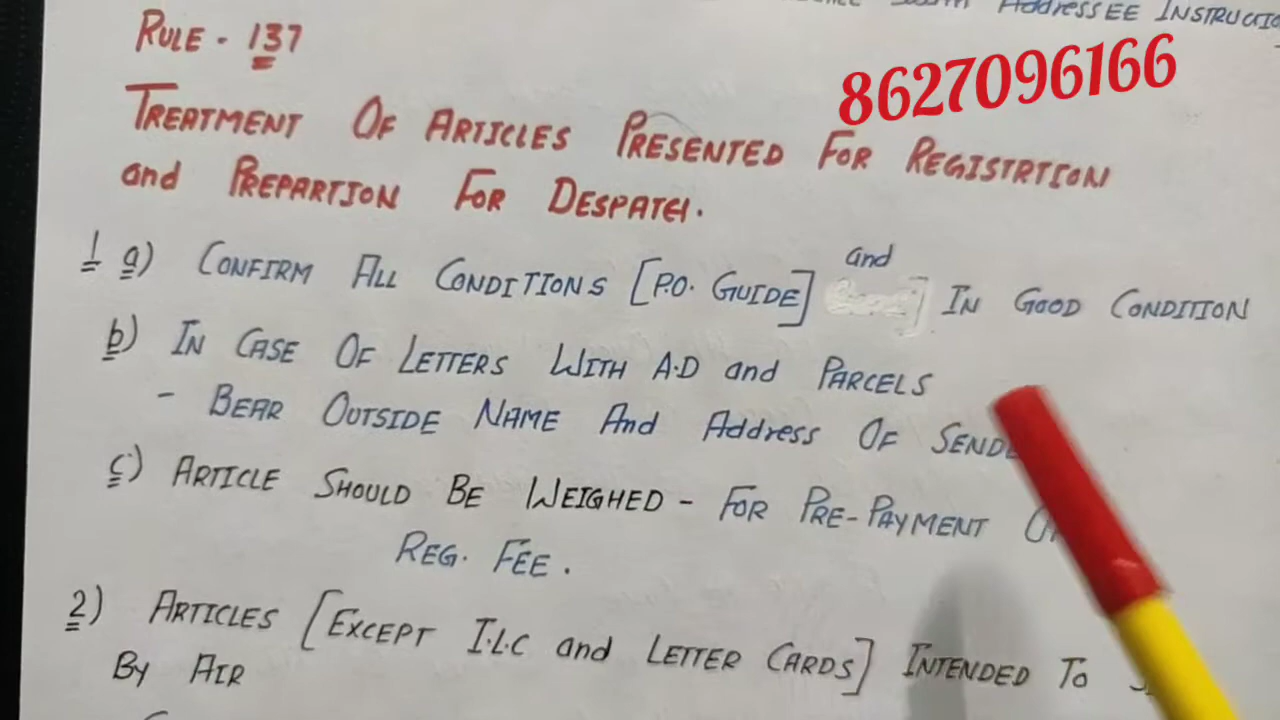 Address EE INSTRUCTIO
RULE - 137
8627096166
TREATMENT OF ARTICLES PRESENTED FOR REGISTRTION
and PREPARTION FOR DESPATCH.
1 a) CONFIRM ALL CONDITIONS [P.O. GUIDE] and IN GOOD CONDITION
b) IN CASE OF LETTERS WITH A.D and PARCELS
- BEAR OUTSIDE NAME And Address OF SENDE
c) ARTICLE SHOULD BE WEIGHED - FOR PRE-PAYMENT
REG. FEE.
2) ARTICLES [EXCEPT I.L.C and LETTER CARDS] INTENDED TO
By AIR